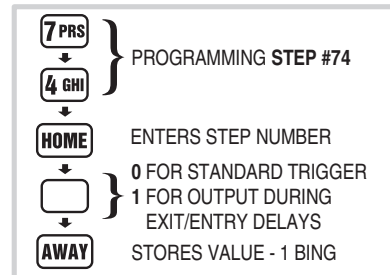 7 PRS
PROGRAMMING STEP #74
4 GHI
HOME ENTERS STEP NUMBER
0 FOR STANDARD TRIGGER
1 FOR OUTPUT DURING
EXIT/ENTRY DELAYS
AWAY STORES VALUE - 1 BING